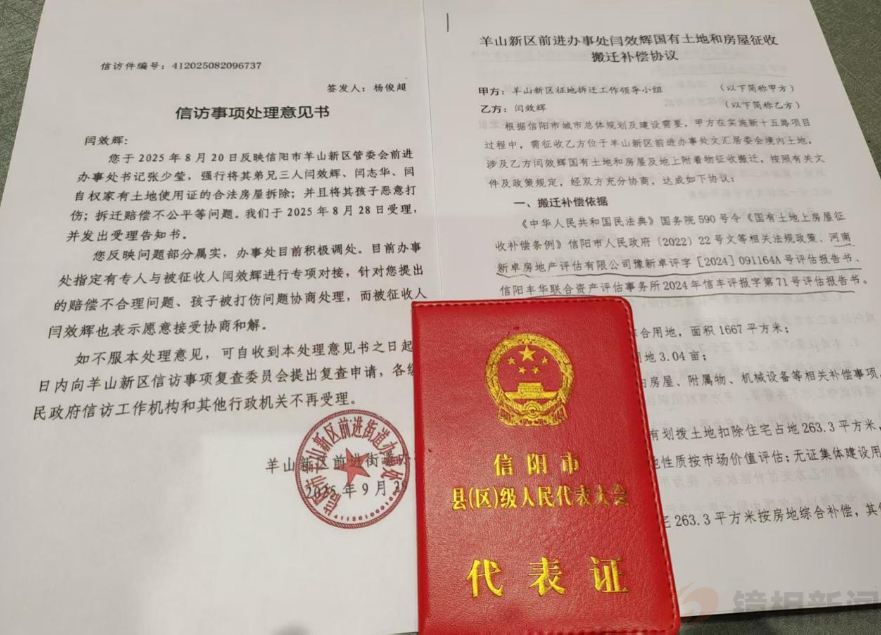 信访件编号：412025082096737
签发人：杨俊超
信访事项处理意见书
闫效辉：
您于2025年8月20日反映信阳市羊山新区管委会前进
办事处书记张少莹，强行将其弟兄三人闫效辉、闫志华、闫
自权家有土地使用证的合法房屋拆除；并且将其孩子恶意打
伤；拆迁赔偿不公平等问题。我们于2025年8月28日受理，
并发出受理告知书。
您反映问题部分属实，办事处目前积极调处。目前办事
处指定有专人与被征收人闫效辉进行专项对接，针对您提出
的赔偿不合理问题、孩子被打伤问题协商处理，而被征收人
闫效辉也表示愿意接受协商和解。
如不服本处理意见，可自收到本处理意见书之日起
日内向羊山新区信访事项复查委员会提出复查申请，各级
民政府信访工作机构和其他行政机关不再受理。
羊山新区前进街道办
2025年9月2
羊山新区前进办事处闫效辉国有土地和房屋征收
搬迁补偿协议
甲方：羊山新区征地拆迁工作领导小组 （以下简称甲方）
乙方：闫效辉 （以下简称乙方）
根据信阳市城市总体规划及建设需要，甲方在实施新十五路项目
过程中，需征收乙方位于羊山新区前进办事处文汇居委会境内土地，
涉及乙方闫效辉国有土地和房屋及地上附着物征收搬迁，按照有关文
件及政策规定，经双方充分协商，达成如下协议：
一、搬迁补偿依据
《中华人民共和国民法典》国务院590号令《国有土地上房屋征
收补偿条例》信阳市人民政府（2022）22号文等相关法规政策、河南
新卓房地产评估有限公司豫新卓评字［2024］091164A号评估报告书、
信阳丰华联合资产评估事务所2024年信丰评报字第71号评估报告书。
合用地，面积1667平方米；
地3.04亩；
房屋、附属物、机械设备等相关补偿事项
有划拨土地扣除住宅占地263.3平方米，
地性质按市场价值评估；无证集体建设用
263.3平方米按房地综合补偿，其
信阳市
县(区)级人民代表大会
代表证
镜相新闻